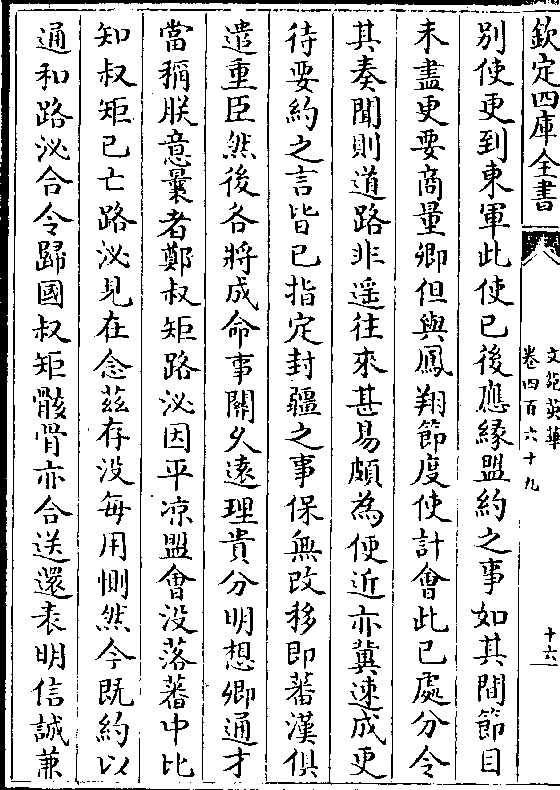 欽定四庫全書
文苑英華
卷四百六十九
十六
別使更到東軍此使已後應緣盟約之事如其間節目
未盡更要商量卿但與鳳翔節度使計會此已處分令
其奏聞則道路非遥往來甚易頗為便近亦冀速成更
待要約之言皆已指定封疆之事保無改移即蕃漢俱
遣重臣然後各將成命事關久遠理貴分明想卿通才
當稱朕意曩者鄭叔矩路泌因平凉盟會没落蕃中比
知叔矩已亡路泌見在念兹存没每用惻然今既約以
通和路泌合令歸國叔矩骸骨亦合送還表明信誠兼